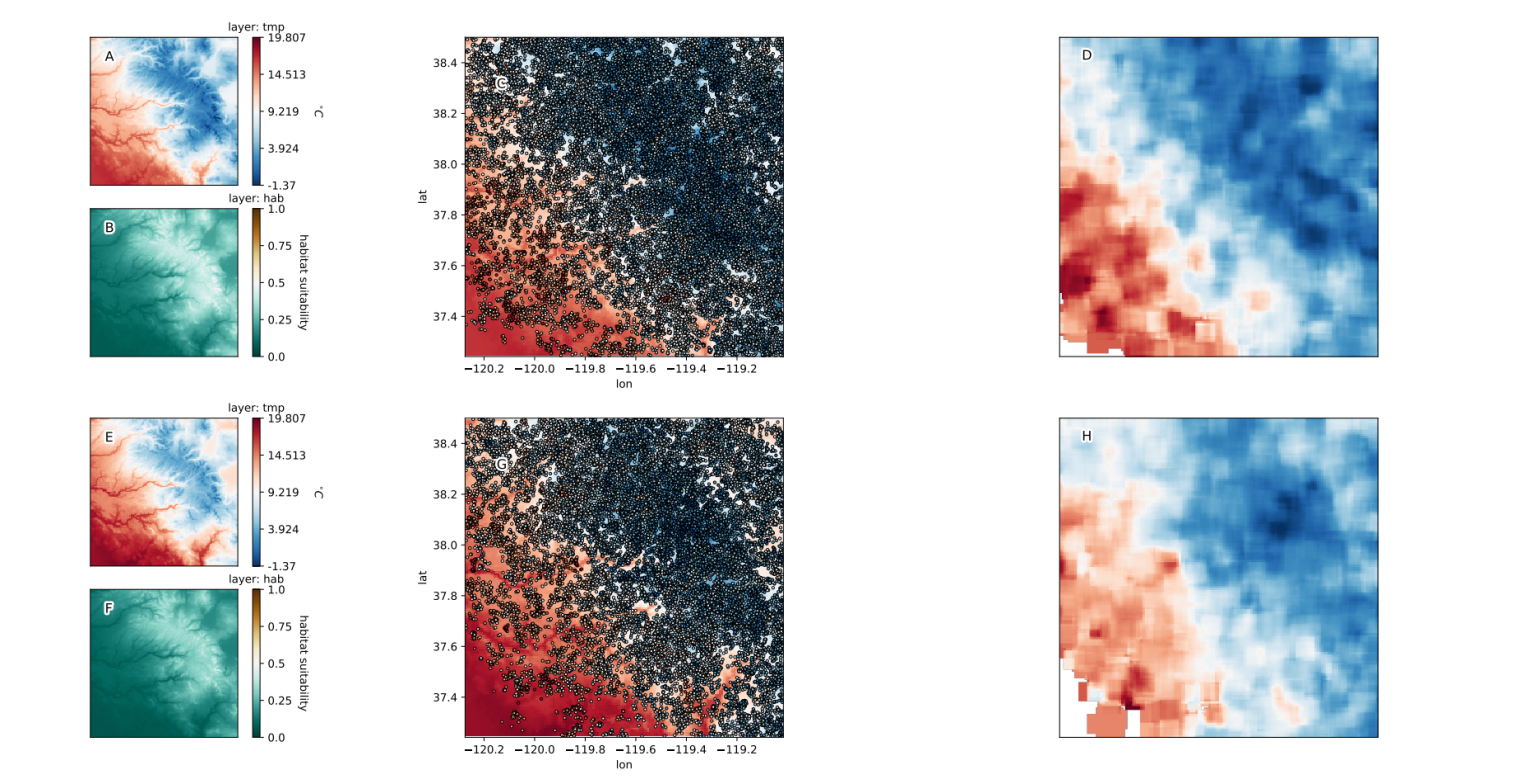 layer: tmp
A
19.807
14.513
9.219
3.924
-1.37
°C
layer: hab
B
1.0
0.75
0.5
0.25
0.0
habitat suitability
C
38.4
38.2
38.0
37.8
37.6
37.4
lat
−120.2 −120.0 −119.8 −119.6 −119.4 −119.2
lon
D
layer: tmp
E
19.807
14.513
9.219
3.924
-1.37
°C
layer: hab
F
1.0
0.75
0.5
0.25
0.0
habitat suitability
G
38.4
38.2
38.0
37.8
37.6
37.4
lat
−120.2 −120.0 −119.8 −119.6 −119.4 −119.2
lon
H